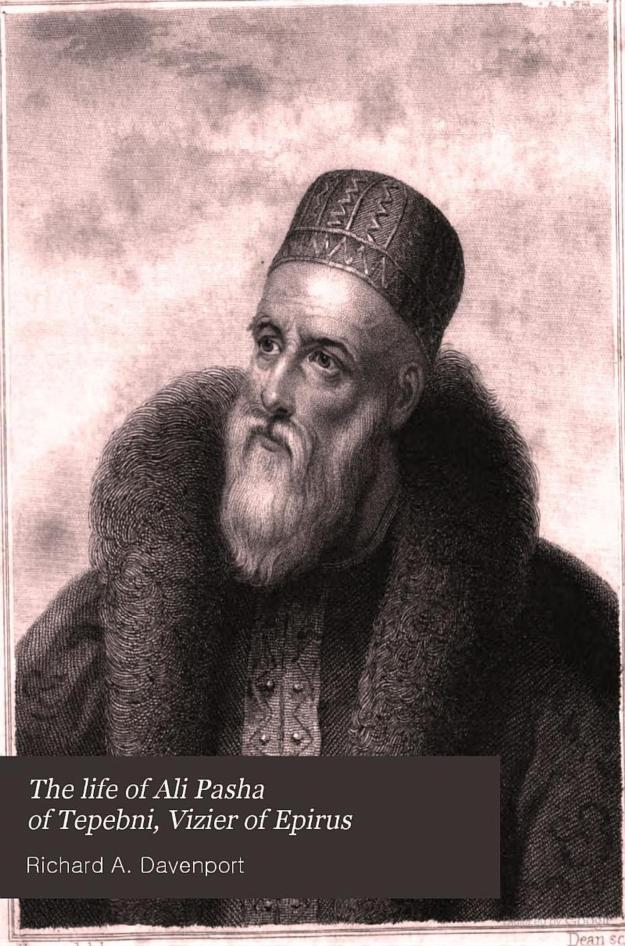 The life of Ali Pasha
of Tepebni, Vizier of Epirus
Richard A. Davenport
Dean sc